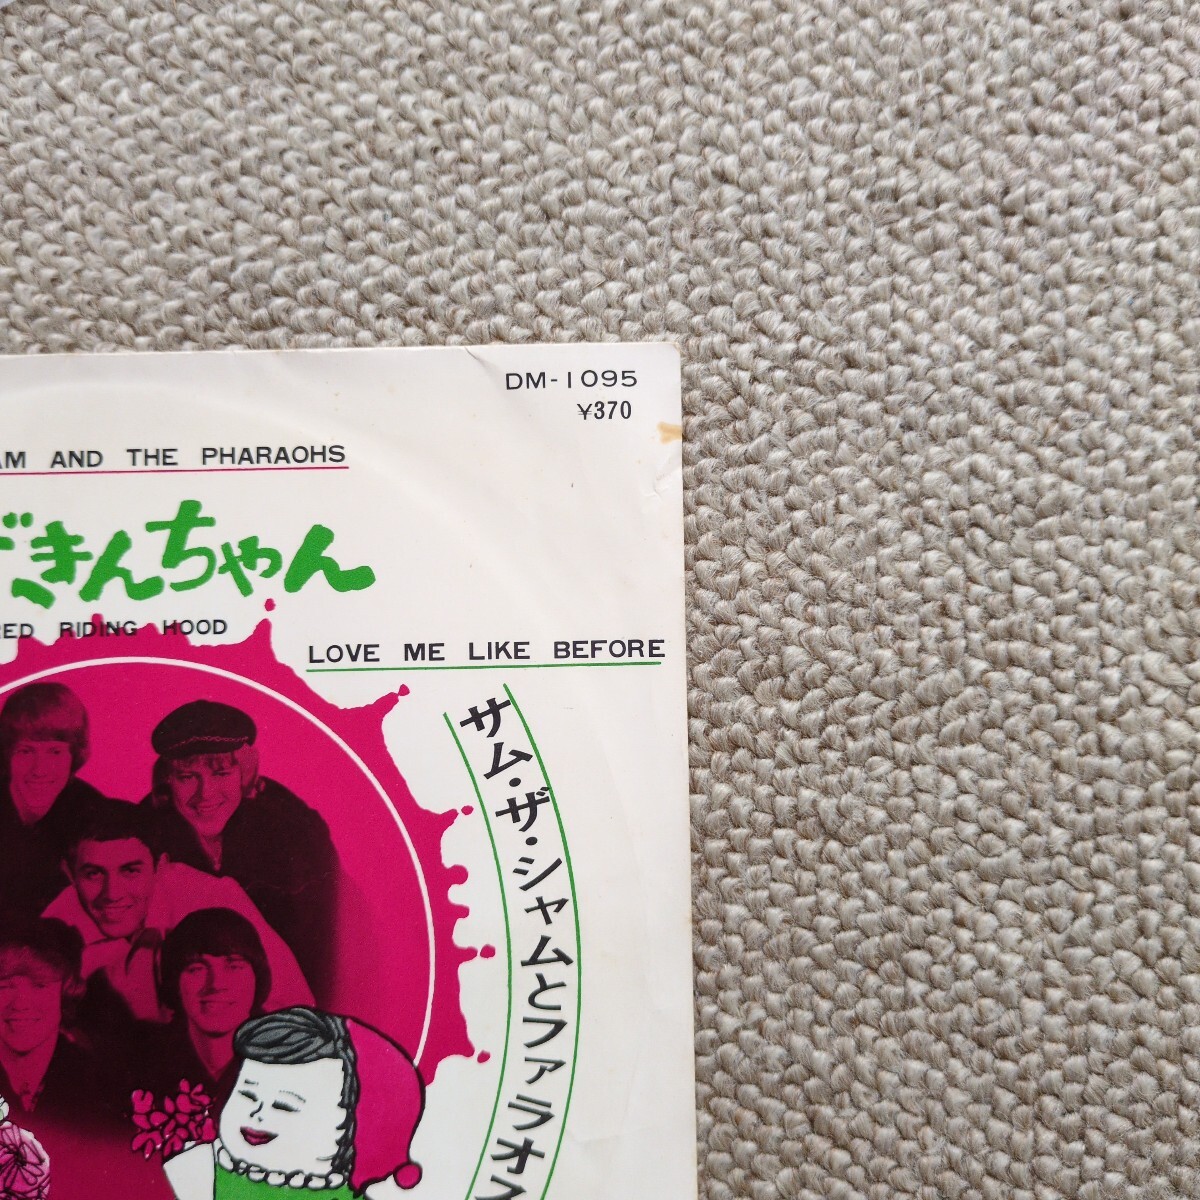 DM-1095
¥370
AM AND THE PHARAOHS
ずきんちゃん
RED RIDING HOOD
LOVE ME LIKE BEFORE
サム・ザ・シャムとファラオス